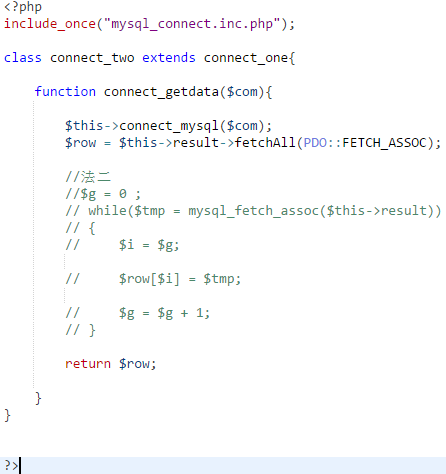 <?php
include_once("mysql_connect.inc.php");
class connect_two extends connect_one{
function connect_getdata($com){
$this->connect_mysql($com);
$row = $this->result->fetchAll(PDO::FETCH_ASSOC);
//法二
//$g = 0 ;
// while($tmp = mysql_fetch_assoc($this->result))
// {
//     $i = $g;
//     $row[$i] = $tmp;
//     $g = $g + 1;
// }
return $row;
}
}
?>